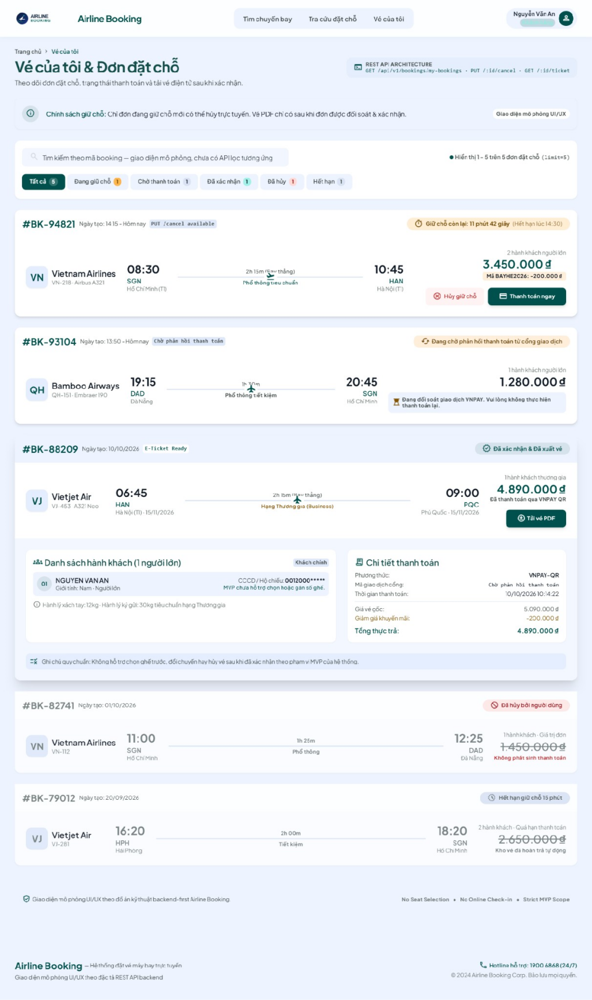 AIRLINE
BOOKING
Airline Booking
Tìm chuyến bay
Tra cứu đặt chỗ
Vé của tôi
Nguyễn Văn An
Trang chủ › Vé của tôi
Vé của tôi & Đơn đặt chỗ
Theo dõi đơn đặt chỗ, trạng thái thanh toán và tải vé điện tử sau khi xác nhận.
REST API ARCHITECTURE
GET /api/v1/bookings/my-bookings · PUT /:id/cancel · GET /:id/ticket
Chính sách giữ chỗ: Chỉ đơn đang giữ chỗ mới có thể hủy trực tuyến. Vé PDF chỉ có sau khi đơn được đối soát & xác nhận.
Giao diện mô phỏng UI/UX
Tìm kiếm theo mã booking — giao diện mô phỏng, chưa có API lọc tương ứng
Hiển thị 1 - 5 trên 5 đơn đặt chỗ (limit=5)
Tất cả 5
Đang giữ chỗ 1
Chờ thanh toán 1
Đã xác nhận 1
Đã hủy 1
Hết hạn 1
#BK-94821 Ngày tạo: 14:15 - Hôm nay PUT /cancel available
Giữ chỗ còn lại: 11 phút 42 giây (Hết hạn lúc 14:30)
VN
Vietnam Airlines
VN-218 · Airbus A321
08:30
SGN
Hồ Chí Minh (T1)
2h 15m (Bay thẳng)
Phổ thông tiêu chuẩn
10:45
HAN
Hà Nội (T1)
2 hành khách người lớn
3.450.000 ₫
Mã BAYHE2026: -200.000 ₫
Hủy giữ chỗ
Thanh toán ngay
#BK-93104 Ngày tạo: 13:50 - Hôm nay Chờ phản hồi thanh toán
Đang chờ phản hồi thanh toán từ cổng giao dịch
QH
Bamboo Airways
QH-151 · Embraer 190
19:15
DAD
Đà Nẵng
1h 30m
Phổ thông tiết kiệm
20:45
SGN
Hồ Chí Minh
1 hành khách người lớn
1.280.000 ₫
Đang đối soát giao dịch VNPAY. Vui lòng không thực hiện
thanh toán lại.
#BK-88209 Ngày tạo: 10/10/2026 E-Ticket Ready
Đã xác nhận & Đã xuất vé
VJ
Vietjet Air
VJ-453 · A321 Neo
06:45
HAN
Hà Nội (T1) · 15/11/2026
2h 15m (Bay thẳng)
Hạng Thương gia (Business)
09:00
PQC
Phú Quốc · 15/11/2026
1 hành khách thương gia
4.890.000 ₫
Đã thanh toán qua VNPAY QR
Tải vé PDF
Danh sách hành khách (1 người lớn)
Khách chính
01
NGUYEN VAN AN
Giới tính: Nam · Người lớn
CCCD / Hộ chiếu: 0012000*****
MVP chưa hỗ trợ chọn hoặc gán số ghế.
Hành lý xách tay: 12kg · Hành lý ký gửi: 30kg tiêu chuẩn hạng Thương gia
Chi tiết thanh toán
Phương thức: VNPAY-QR
Mã giao dịch cổng: Chờ phản hồi thanh toán
Thời gian thanh toán: 10/10/2026 10:14:22
Giá vé gốc: 5.090.000 ₫
Giảm giá khuyến mãi: -200.000 ₫
Tổng thực trả: 4.890.000 ₫
Ghi chú quy chuẩn: Không hỗ trợ chọn ghế trước, đổi chuyến hay hủy vé sau khi đã xác nhận theo phạm vi MVP của hệ thống.
#BK-82741 Ngày tạo: 01/10/2026
Đã hủy bởi người dùng
VN
Vietnam Airlines
VN-112
11:00
SGN
Hồ Chí Minh
1h 25m
Phổ thông
12:25
DAD
Đà Nẵng
1 hành khách · Giá trị đơn
1.450.000 ₫
Không phát sinh thanh toán
#BK-79012 Ngày tạo: 20/09/2026
Hết hạn giữ chỗ 15 phút
VJ
Vietjet Air
VJ-281
16:20
HPH
Hải Phòng
2h 00m
Tiết kiệm
18:20
SGN
Hồ Chí Minh
2 hành khách · Quá hạn thanh toán
2.650.000 ₫
Kho vé đã hoàn trả tự động
Giao diện mô phỏng UI/UX theo đồ án kỹ thuật backend-first Airline Booking.
No Seat Selection • No Online Check-in • Strict MVP Scope
Airline Booking — Hệ thống đặt vé máy bay trực tuyến
Giao diện mô phỏng UI/UX theo đặc tả REST API backend
Hotline hỗ trợ: 1900 6868 (24/7)
© 2024 Airline Booking Corp. Bảo lưu mọi quyền.